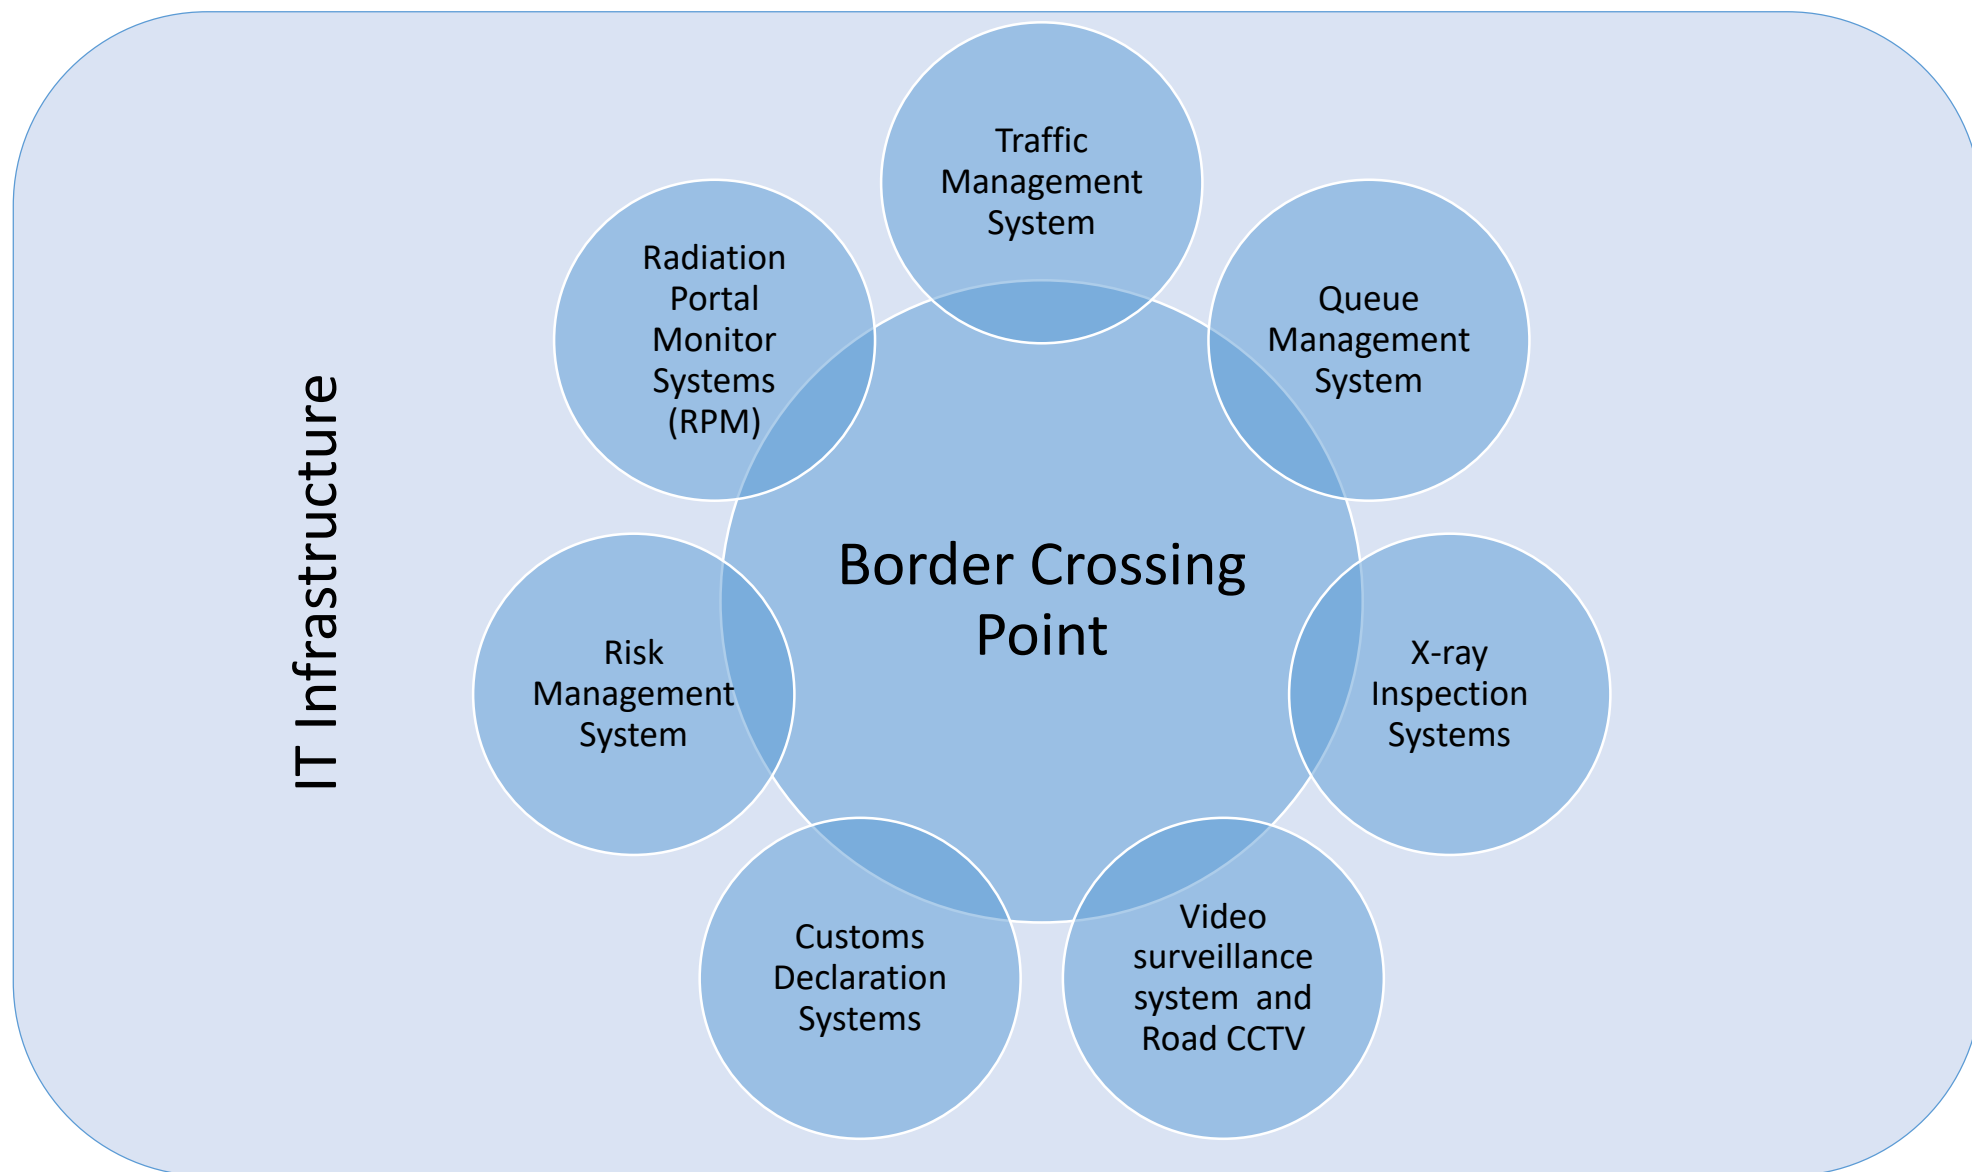 IT Infrastructure
Traffic
Management
System
Queue
Management
System
X-ray
Inspection
Systems
Video
surveillance
system  and
Road CCTV
Customs
Declaration
Systems
Risk
Management
System
Radiation
Portal
Monitor
Systems
(RPM)
Border Crossing
Point